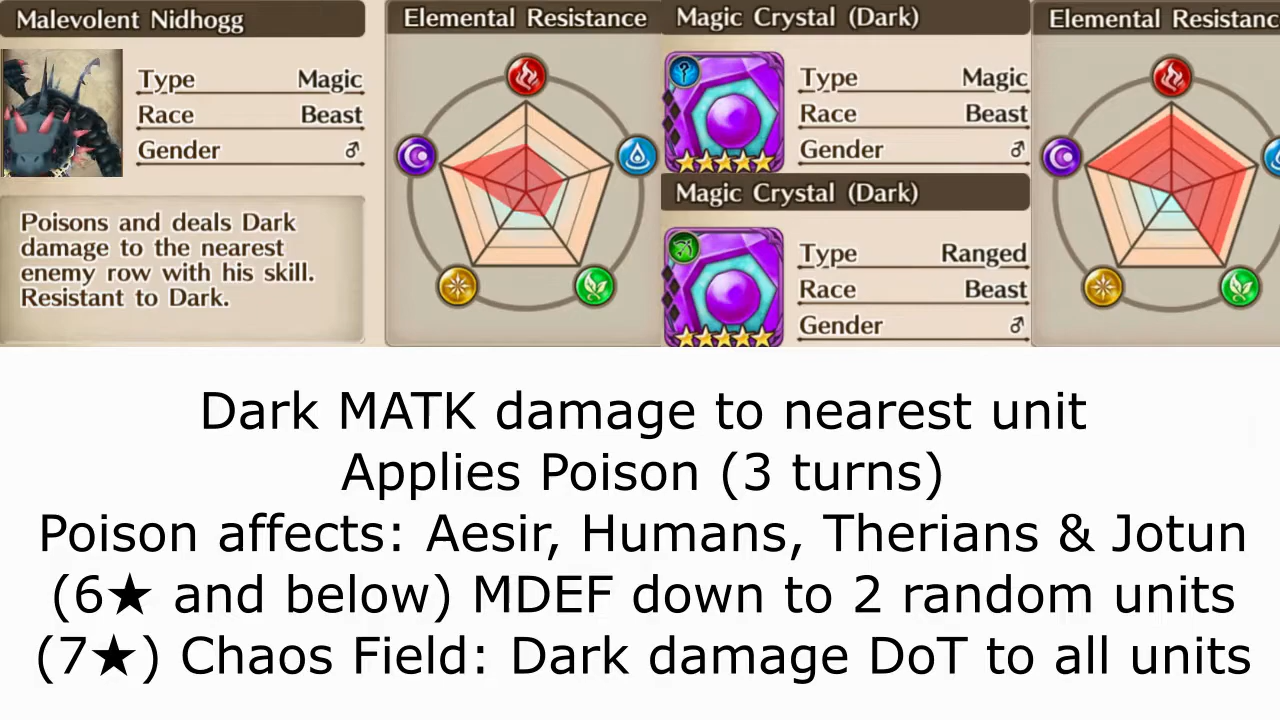 Malevolent Nidhogg
Type Magic
Race Beast
Gender ♂
Poisons and deals Dark
damage to the nearest
enemy row with his skill.
Resistant to Dark.
Elemental Resistance
Magic Crystal (Dark)
Type Magic
Race Beast
Gender ♂
Magic Crystal (Dark)
Type Ranged
Race Beast
Gender ♂
Elemental Resistanc
Dark MATK damage to nearest unit
Applies Poison (3 turns)
Poison affects: Aesir, Humans, Therians & Jotun
(6★ and below) MDEF down to 2 random units
(7★) Chaos Field: Dark damage DoT to all units